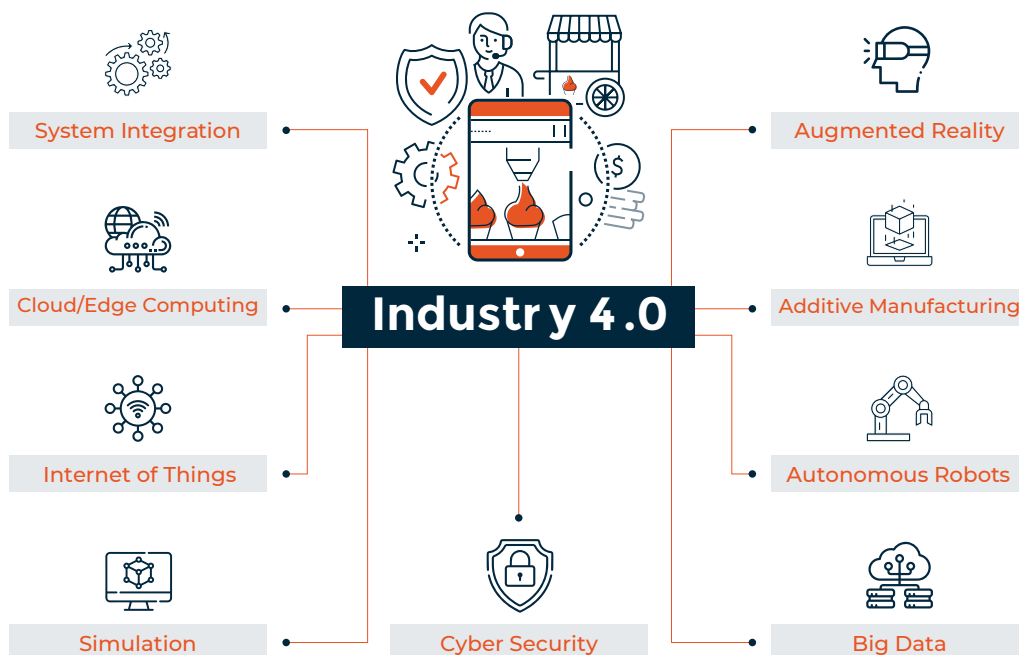 System Integration
Augmented Reality
$
Cloud/Edge Computing
Industry 4.0
Additive Manufacturing
Internet of Things
Autonomous Robots
Simulation
Cyber Security
Big Data